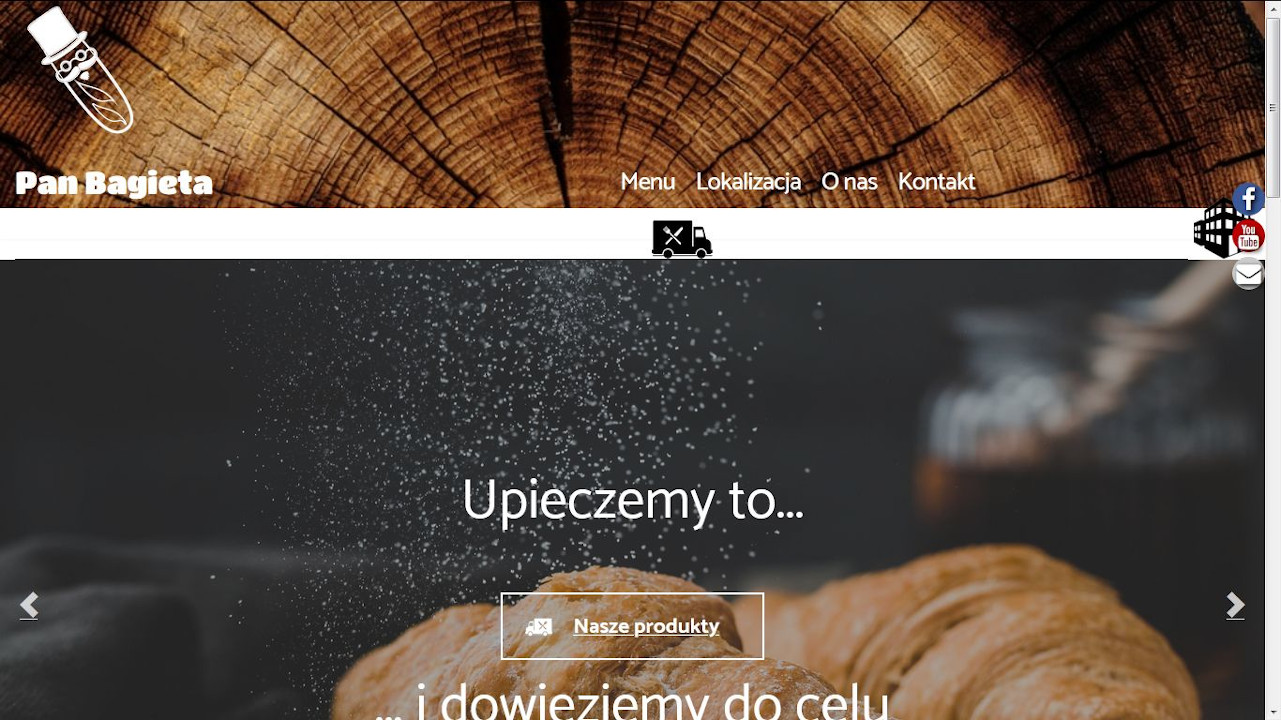 Pan Bagieta
Menu Lokalizacja O nas Kontakt
You
Tube
Upieczemy to...
Nasze produkty
... i dowieziemy do celu